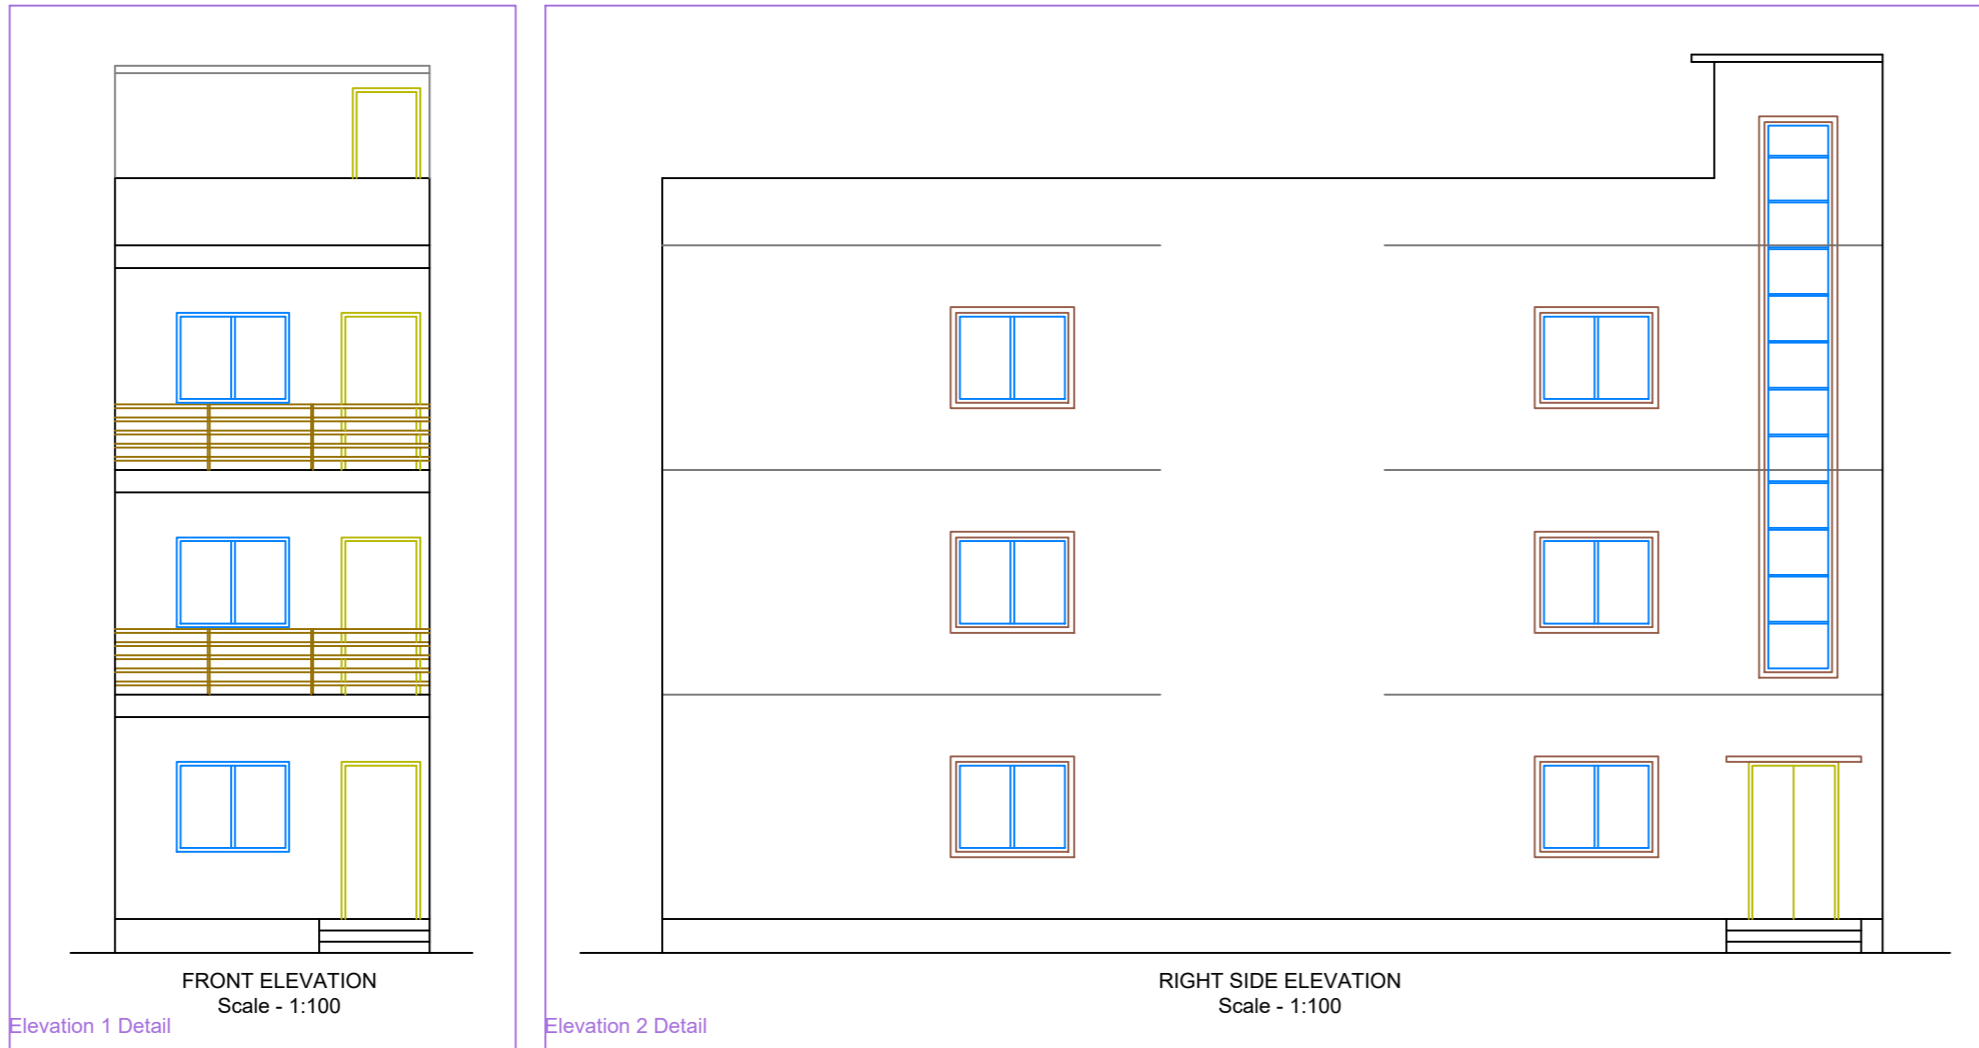 FRONT ELEVATION
Scale - 1:100
Elevation 1 Detail
RIGHT SIDE ELEVATION
Scale - 1:100
Elevation 2 Detail